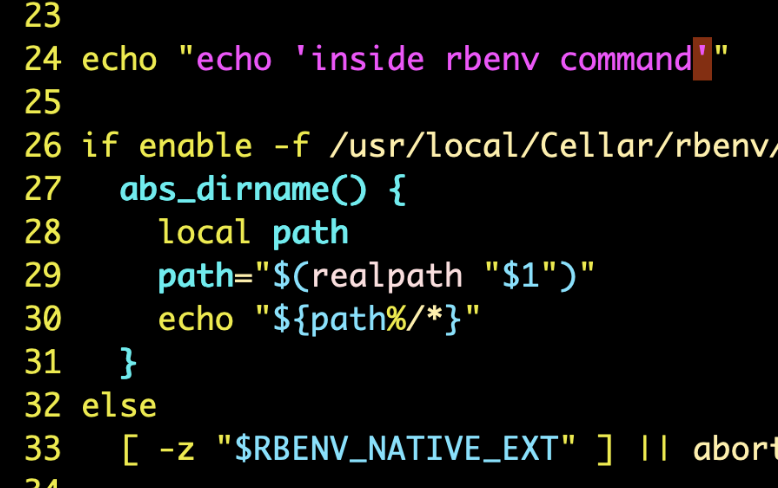 23
24 echo "echo 'inside rbenv command'"
25
26 if enable -f /usr/local/Cellar/rbenv/
27   abs_dirname() {
28     local path
29     path="$(realpath "$1")"
30     echo "${path%/*}"
31   }
32 else
33   [ -z "$RBENV_NATIVE_EXT" ] || abort
34